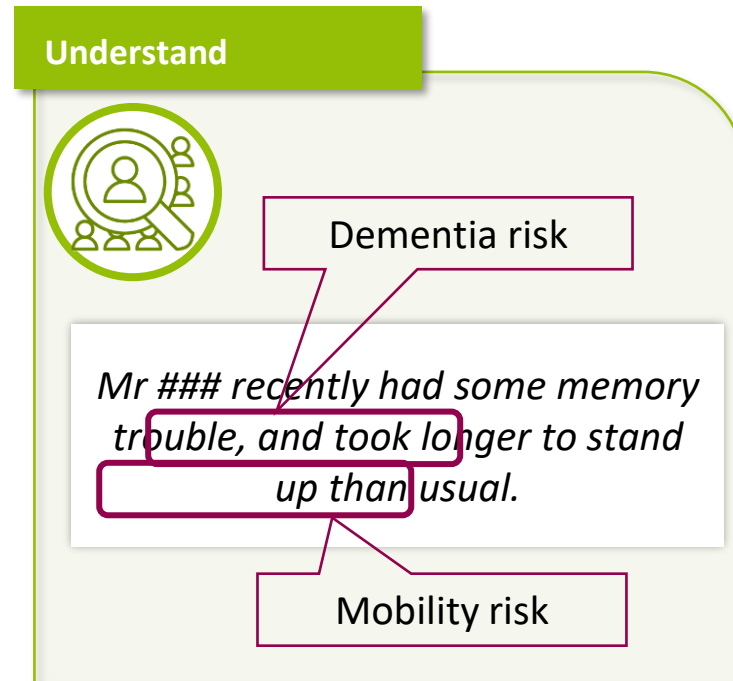 Understand
Dementia risk
Mr ### recently had some memory
trouble, and took longer to stand
up than usual.
Mobility risk